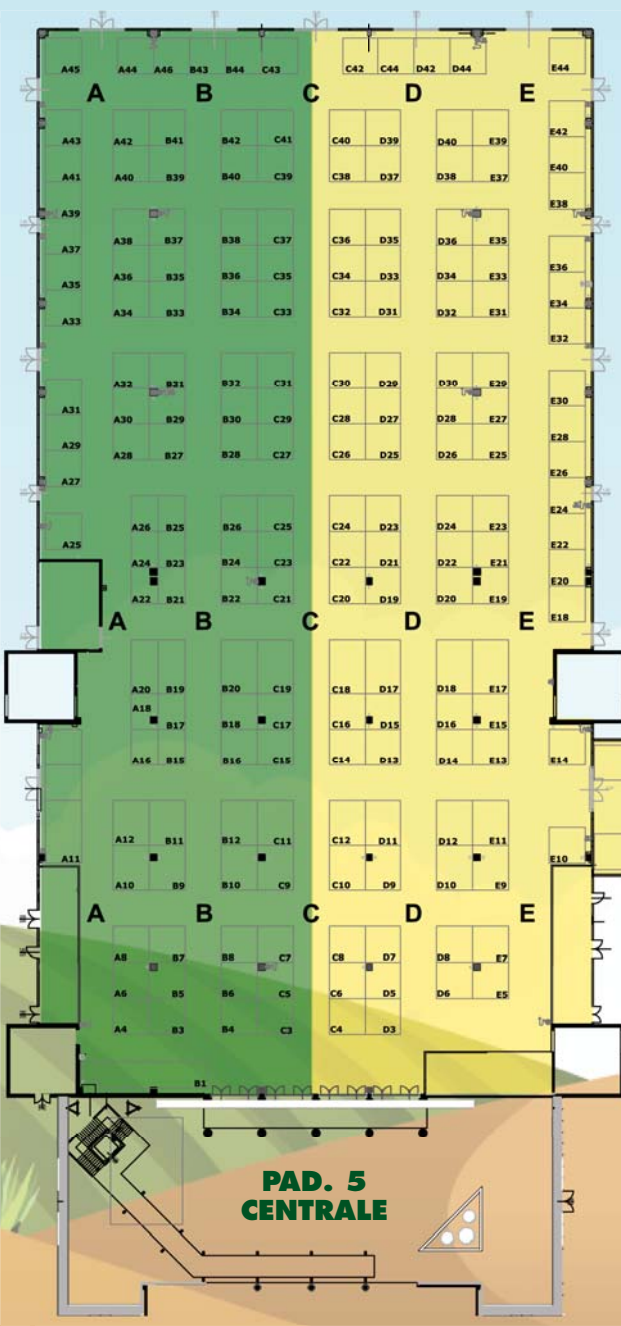 A45 A44 A46 B43 B44 C43 C42 C44 D42 D44 E44
A B C D E
A43 A42 B41 B42 C41 C40 D39 D40 E39 E42
A41 A40 B39 B40 C39 C38 D37 D38 E37 E40
A39 E38
A37 A38 B37 B38 C37 C36 D35 D36 E35
A35 A36 B35 B36 C35 C34 D33 D34 E33 E36
A33 A34 B33 B34 C33 C32 D31 D32 E31 E34
E32
A32 B31 B32 C31 C30 D29 D30 E29
A31 A30 B29 B30 C29 C28 D27 D28 E27 E30
A29 A28 B27 B28 C27 C26 D25 D26 E25 E28
A27 E26
A26 B25 B26 C25 C24 D23 D24 E23 E24
A25 A24 B23 B24 C23 C22 D21 D22 E21 E22
E20
A22 B21 B22 C21 C20 D19 D20 E19 E18
A B C D E
A20 B19 B20 C19 C18 D17 D18 E17
A18 B17 B18 C17 C16 D15 D16 E15
A16 B15 B16 C15 C14 D13 D14 E13 E14
A12 B11 B12 C11 C12 D11 D12 E11
A11 E10
A10 B9 B10 C9 C10 D9 D10 E9
A B C D E
A8 B7 B8 C7 C8 D7 D8 E7
A6 B5 B6 C5 C6 D5 D6 E5
A4 B3 B4 C3 C4 D3
B1
PAD. 5
CENTRALE